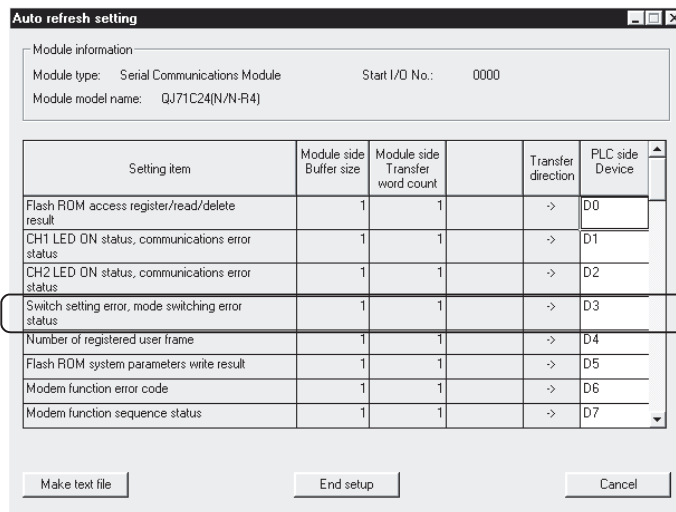 Auto refresh setting
Module information
Module type: Serial Communications Module Start I/O No.: 0000
Module model name: QJ71C24(N/N-R4)
Setting item Module side Buffer size Module side Transfer word count Transfer direction PLC side Device
Flash ROM access register/read/delete result 1 1 -> D0
CH1 LED ON status, communications error status 1 1 -> D1
CH2 LED ON status, communications error status 1 1 -> D2
Switch setting error, mode switching error status 1 1 -> D3
Number of registered user frame 1 1 -> D4
Flash ROM system parameters write result 1 1 -> D5
Modem function error code 1 1 -> D6
Modem function sequence status 1 1 -> D7
Make text file End setup Cancel